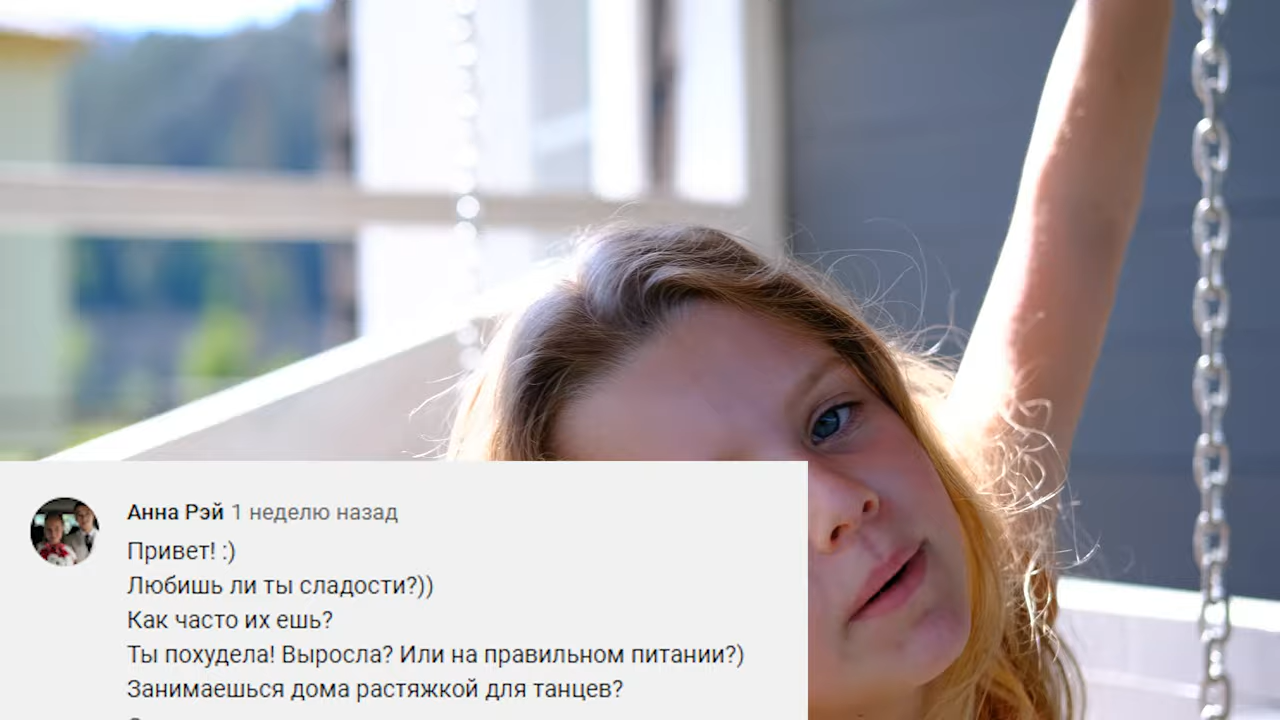 Анна Рэй 1 неделю назад
Привет! :)
Любишь ли ты сладости?))
Как часто их ешь?
Ты похудела! Выросла? Или на правильном питании?)
Занимаешься дома растяжкой для танцев?